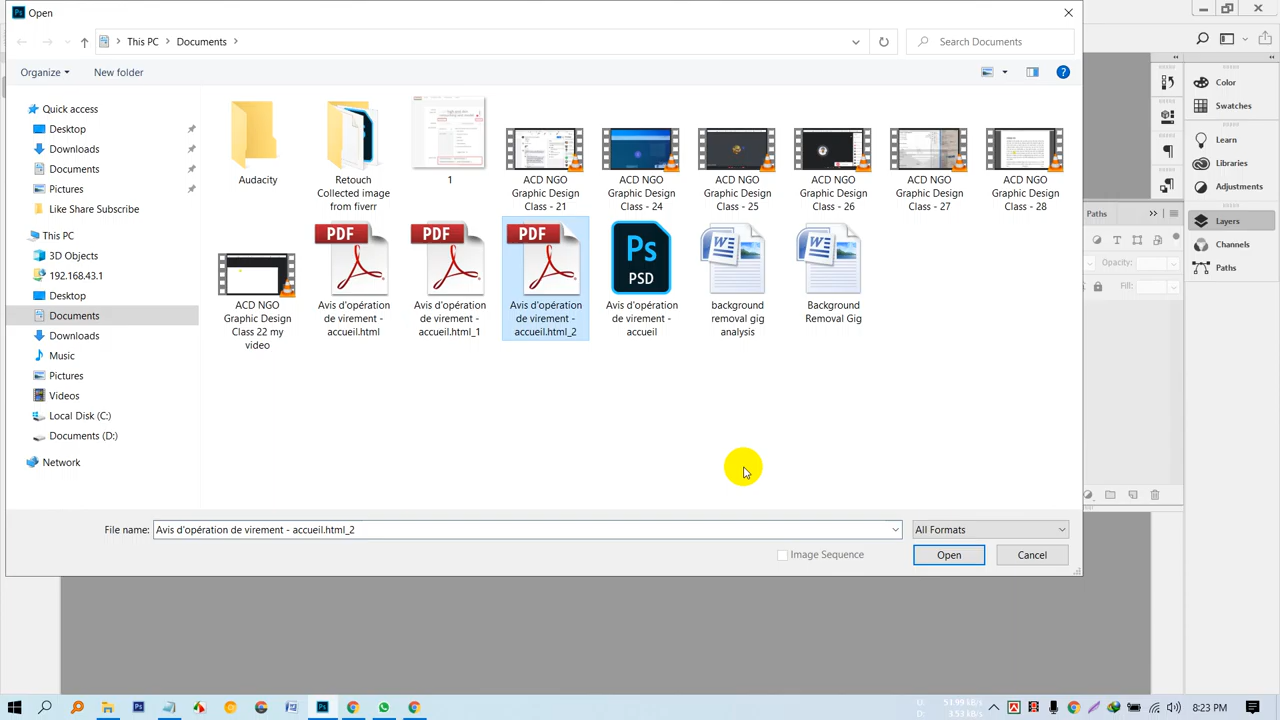 Ps Open
This PC > Documents >
Search Documents
Organize
New folder
Quick access
Desktop
Downloads
Documents
Pictures
Like Share Subscribe
This PC
3D Objects
192.168.43.1
Desktop
Documents
Downloads
Music
Pictures
Videos
Local Disk (C:)
Documents (D:)
Network
Audacity
Retouch
Collected image
from fiverr
1
ACD NGO
Graphic Design
Class - 21
ACD NGO
Graphic Design
Class - 24
ACD NGO
Graphic Design
Class - 25
ACD NGO
Graphic Design
Class - 26
ACD NGO
Graphic Design
Class - 27
ACD NGO
Graphic Design
Class - 28
ACD NGO
Graphic Design
Class 22 my
video
PDF
Avis d'opération
de virement -
accueil.html
PDF
Avis d'opération
de virement -
accueil.html_1
PDF
Avis d'opération
de virement -
accueil.html_2
Ps
PSD
Avis d'opération
de virement -
accueil
background
removal gig
analysis
Background
Removal Gig
File name:
Avis d'opération de virement - accueil.html_2
All Formats
Image Sequence
Open
Cancel
Color
Swatches
Learn
Libraries
Adjustments
Paths
Layers
Channels
Paths
Opacity:
Fill:
U: 51.99 kB/s
D: 3.53 kB/s
8:23 PM